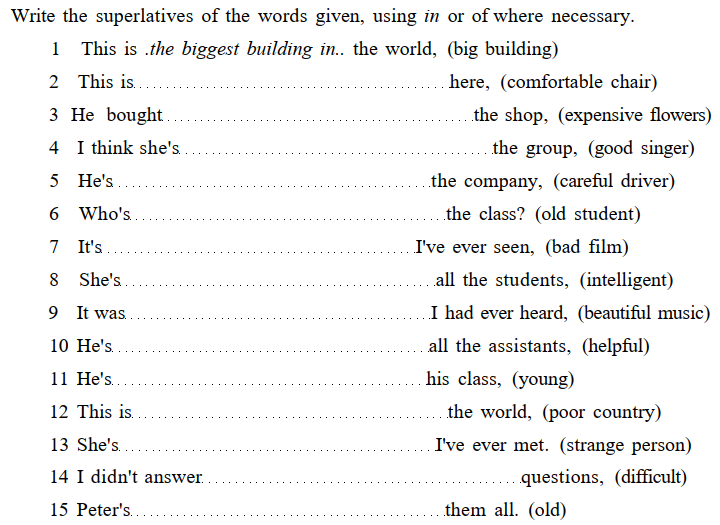 Write the superlatives of the words given, using in or of where necessary.
1 This is .the biggest building in.. the world, (big building)
2 This is.......................................here, (comfortable chair)
3 He bought.......................................the shop, (expensive flowers)
4 I think she's.......................................the group, (good singer)
5 He's.......................................the company, (careful driver)
6 Who's.......................................the class? (old student)
7 It's.......................................I've ever seen, (bad film)
8 She's.......................................all the students, (intelligent)
9 It was.......................................I had ever heard, (beautiful music)
10 He's.......................................all the assistants, (helpful)
11 He's.......................................his class, (young)
12 This is.......................................the world, (poor country)
13 She's.......................................I've ever met. (strange person)
14 I didn't answer.......................................questions, (difficult)
15 Peter's.......................................them all. (old)